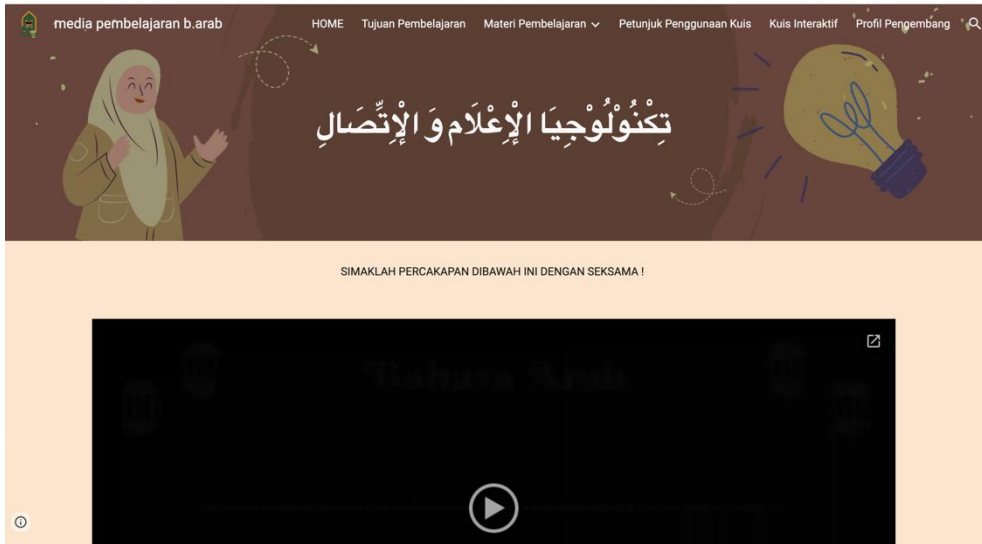 media pembelajaran b.arab
HOME Tujuan Pembelajaran Materi Pembelajaran Petunjuk Penggunaan Kuis Kuis Interaktif Profil Pengembang
تِكْنُوْلُوْجِيَا الْإِعْلَام وَ الْإِتِّصَالِ
SIMAKLAH PERCAKAPAN DIBAWAH INI DENGAN SEKSAMA !
Bahasa Arab